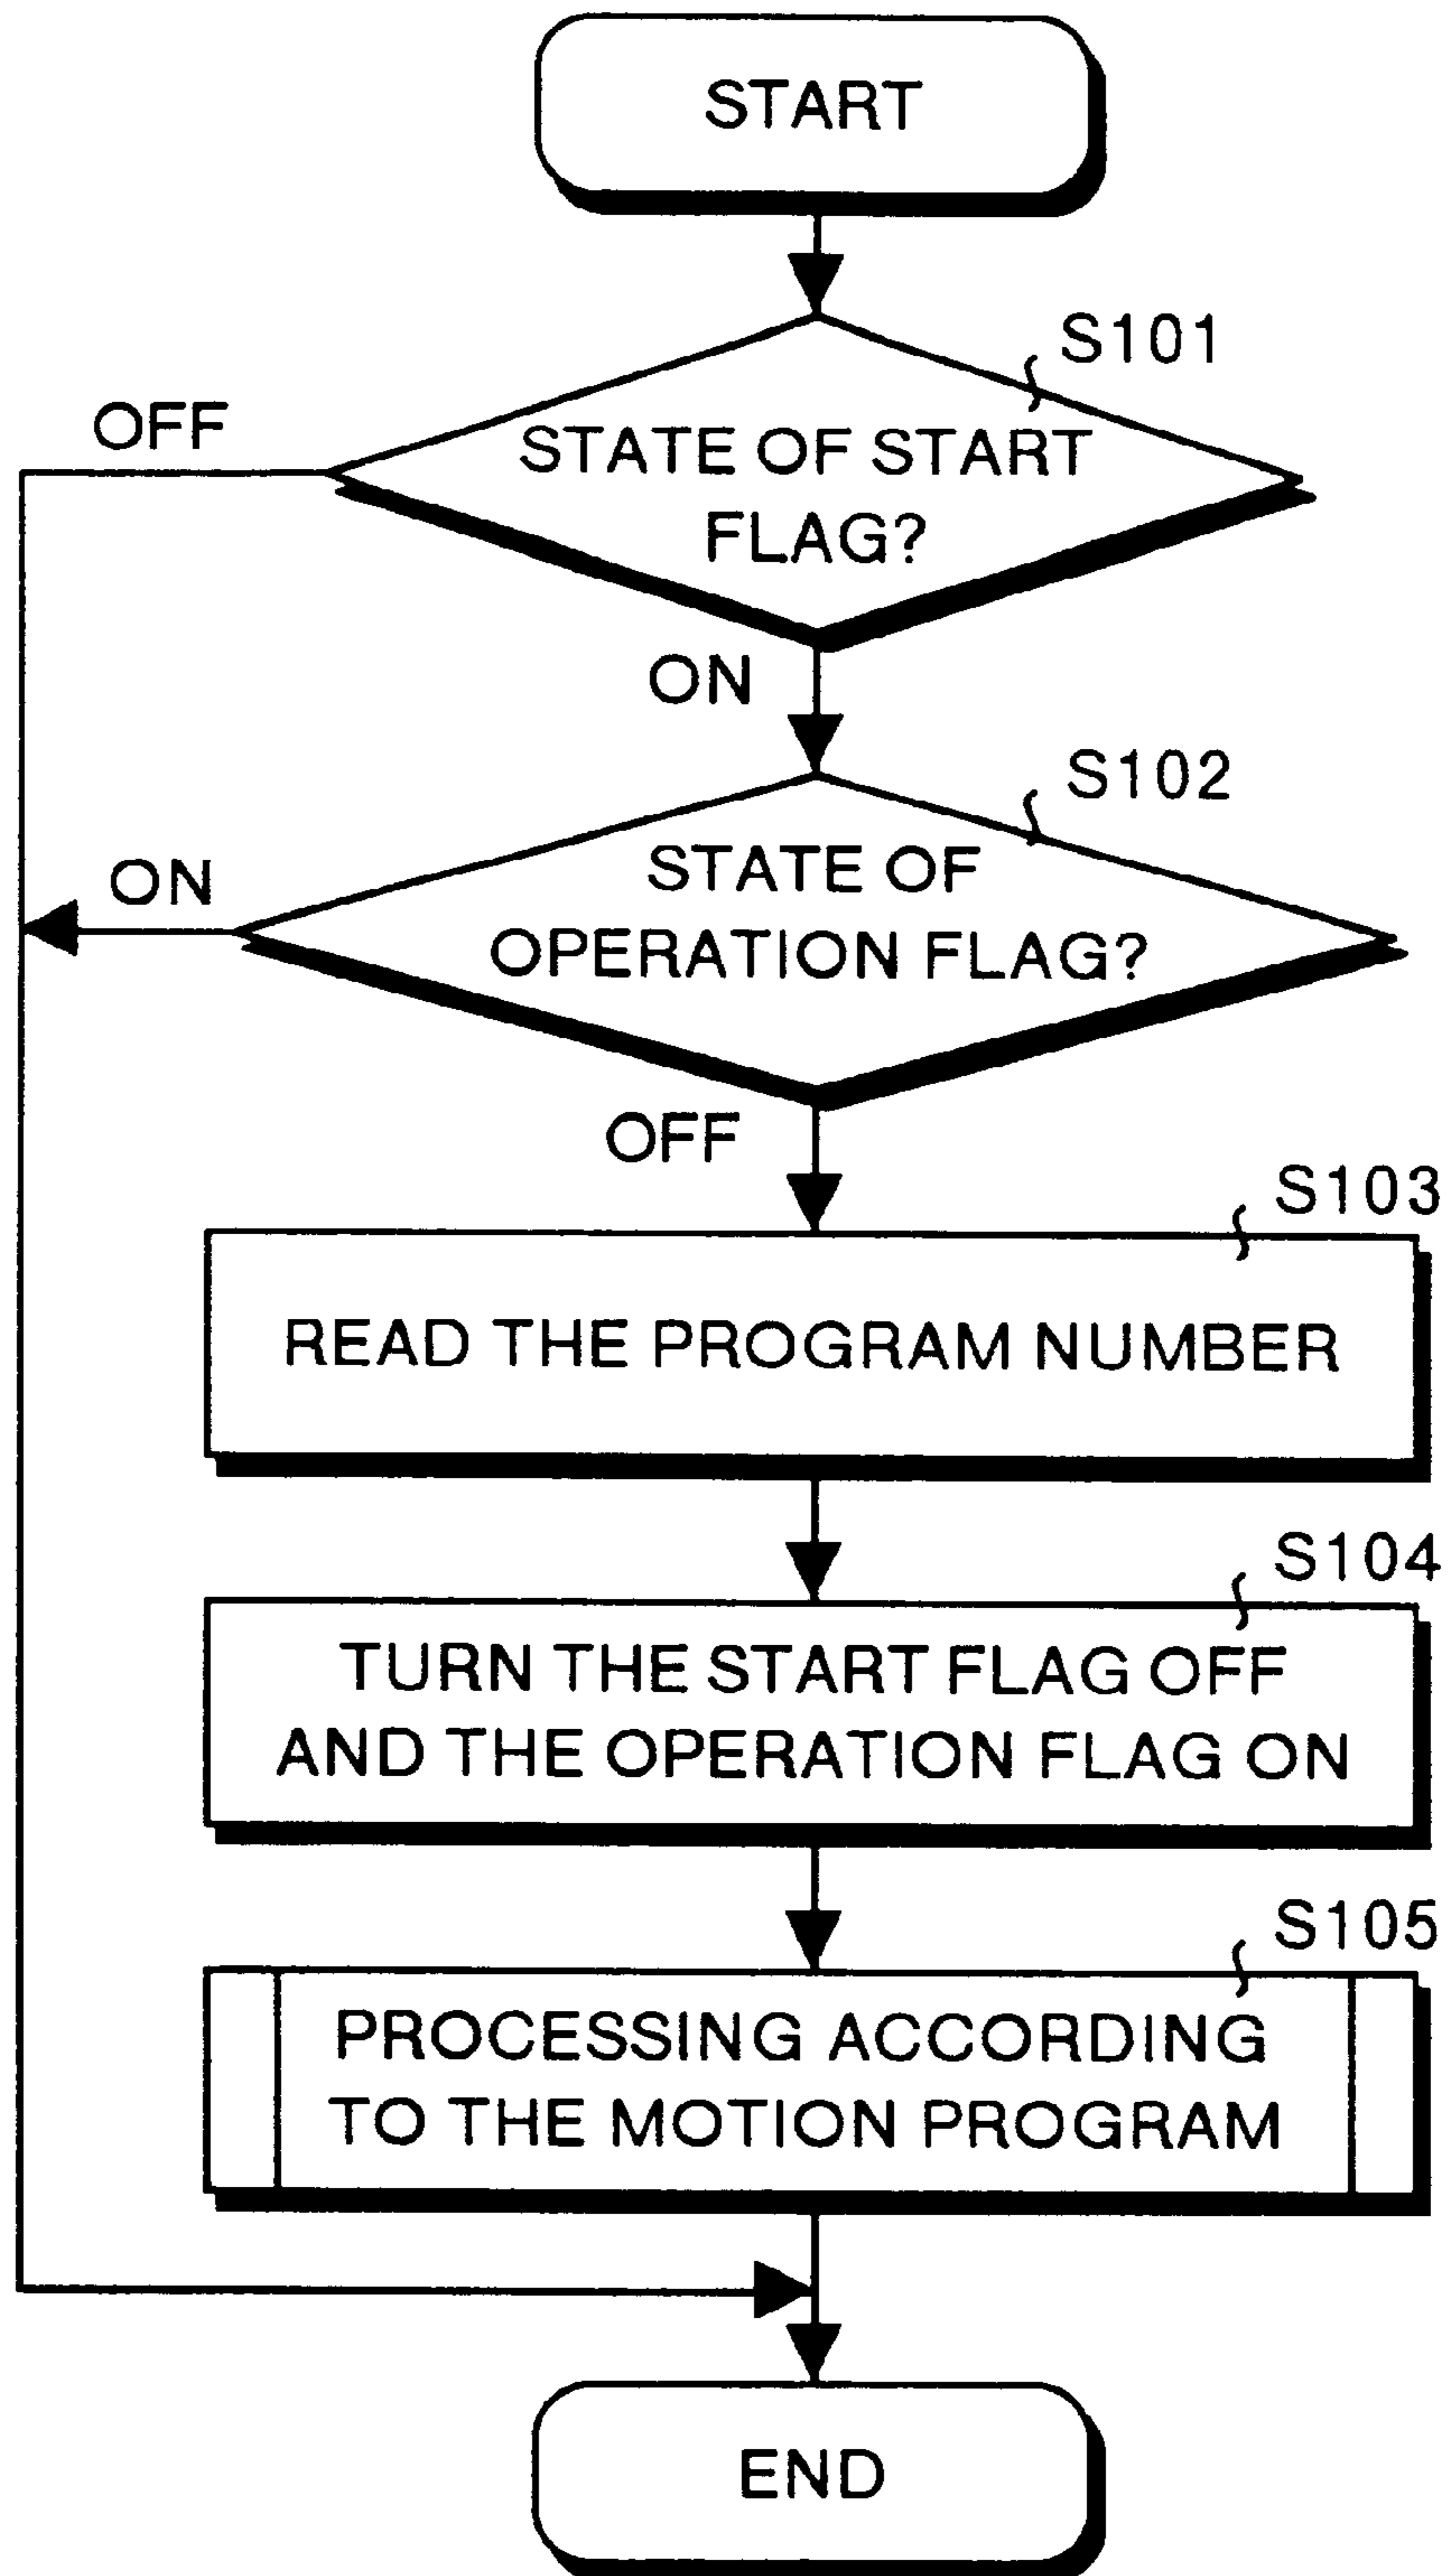 START
S101
OFF
STATE OF START
FLAG?
ON
S102
STATE OF
ON
OPERATION FLAG?
OFF
S103
READ THE PROGRAM NUMBER
S104
TURN THE START FLAG OFF
AND THE OPERATION FLAG ON
S105
PROCESSING ACCORDING
TO THE MOTION PROGRAM
END